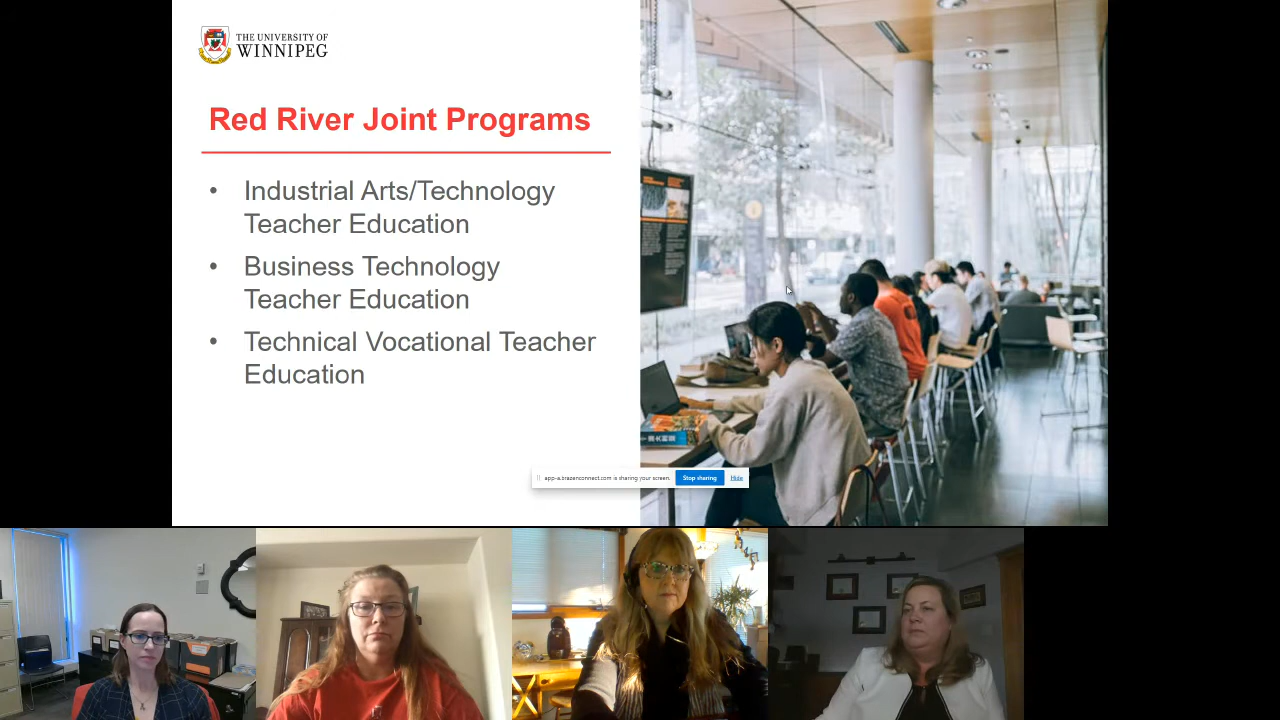 THE UNIVERSITY OF
WINNIPEG
Red River Joint Programs
• Industrial Arts/Technology
Teacher Education
• Business Technology
Teacher Education
• Technical Vocational Teacher
Education
app-a.brazenconnect.com is sharing your screen.
Stop sharing
Hide